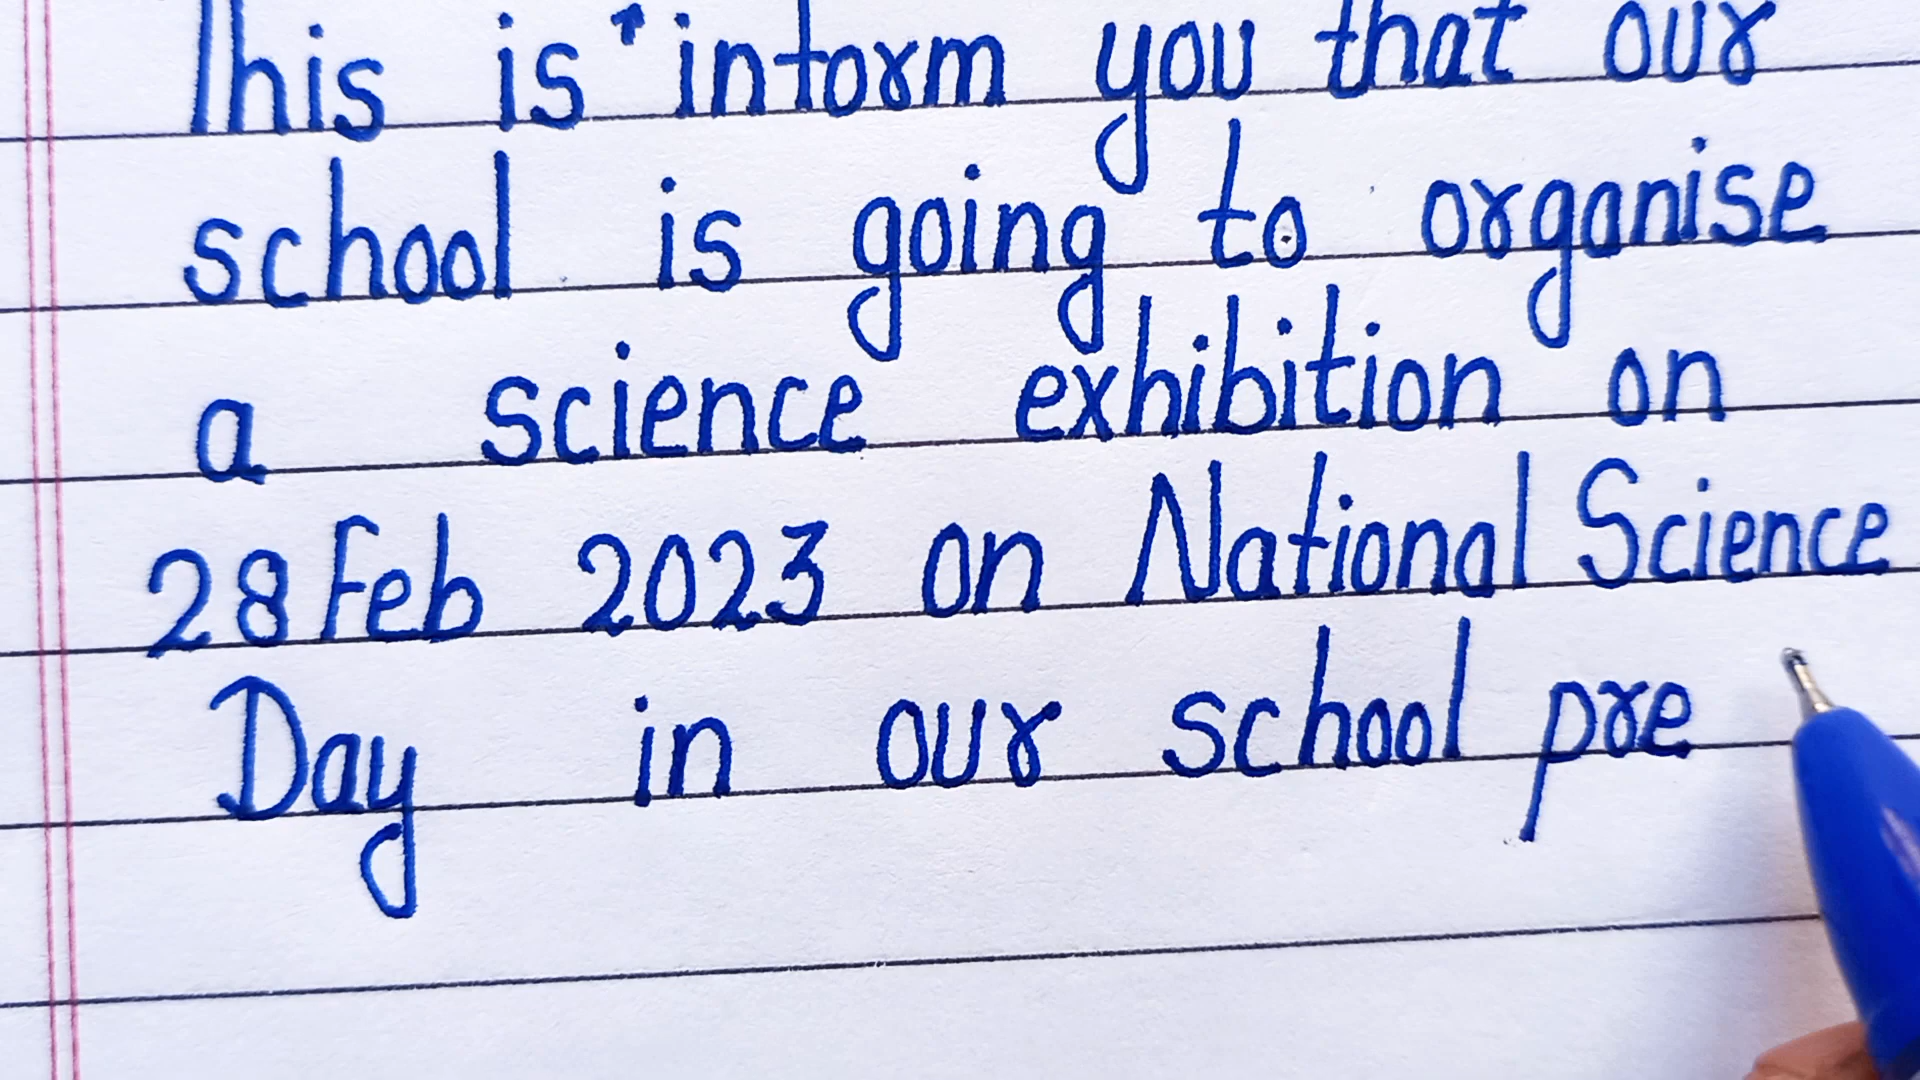 This is inform you that our
school is going to organise
a science exhibition on
28 Feb 2023 on National Science
Day in our school pre